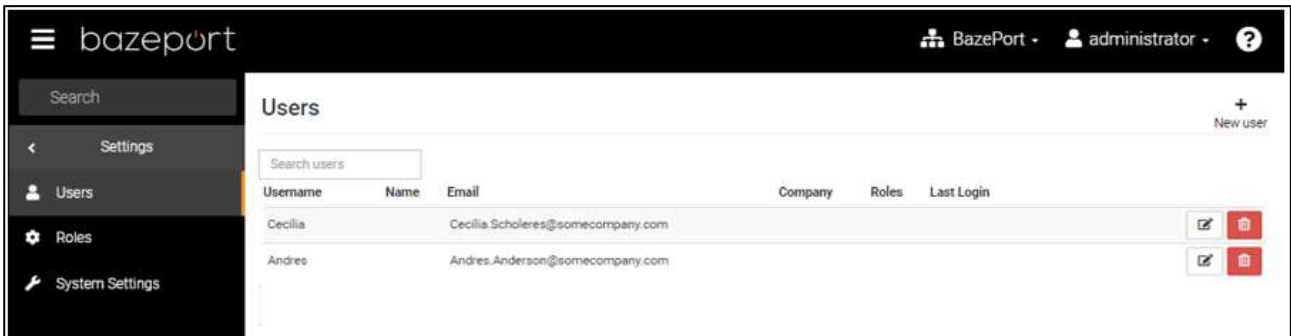 bazeport
BazePort
administrator
?
Search
Settings
Users
Roles
System Settings
Users
New user
Search users
Username Name Email Company Roles Last Login
Cecilia Cecilia.Scholeres@somecompany.com
Andres Andres.Anderson@somecompany.com